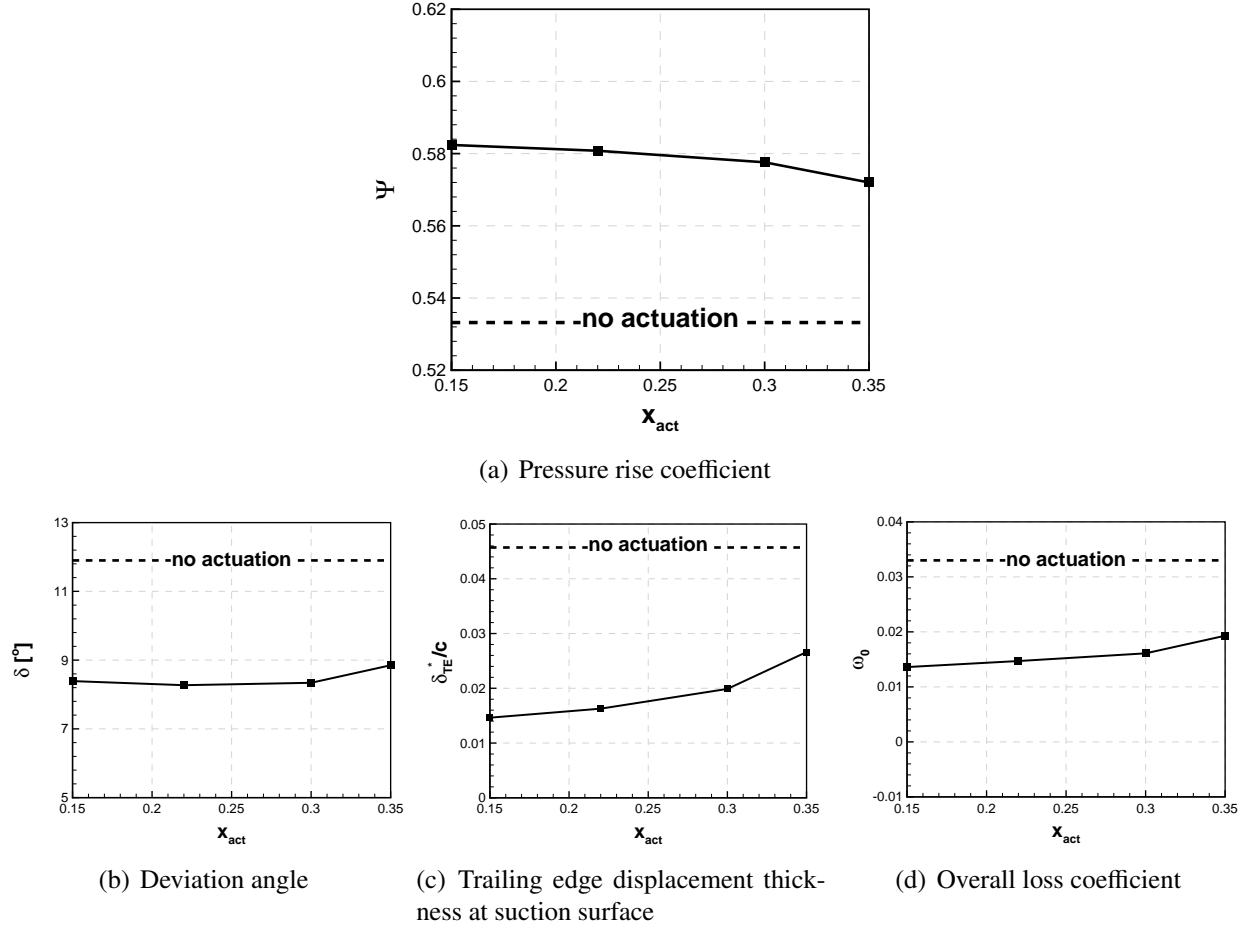 0.62
0.6
0.58
0.56
0.54
0.52
Ψ
no actuation
0.15 0.2 0.25 0.3 0.35
x_act
(a) Pressure rise coefficient
13
11
9
7
5
δ [°]
no actuation
0.15 0.2 0.25 0.3 0.35
x_act
(b) Deviation angle
0.05
0.04
0.03
0.02
0.01
0
δ*_TE/c
no actuation
0.15 0.2 0.25 0.3 0.35
x_act
(c) Trailing edge displacement thick-
ness at suction surface
0.04
0.03
0.02
0.01
0
-0.01
ω_0
no actuation
0.15 0.2 0.25 0.3 0.35
x_act
(d) Overall loss coefficient